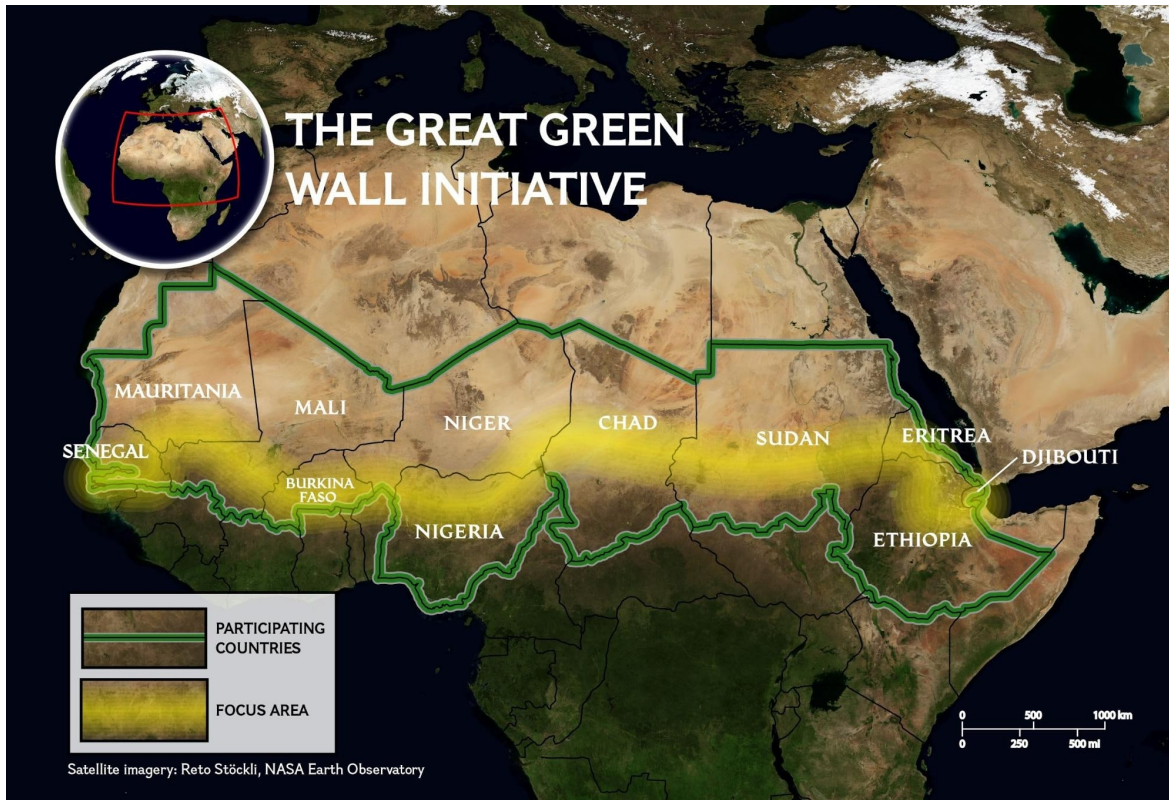 THE GREAT GREEN
WALL INITIATIVE
MAURITANIA
MALI
NIGER
CHAD
SUDAN
ERITREA
DJIBOUTI
SENEGAL
BURKINA
FASO
NIGERIA
ETHIOPIA
PARTICIPATING
COUNTRIES
FOCUS AREA
0 500 1000 km
0 250 500 mi
Satellite imagery: Reto Stöckli, NASA Earth Observatory